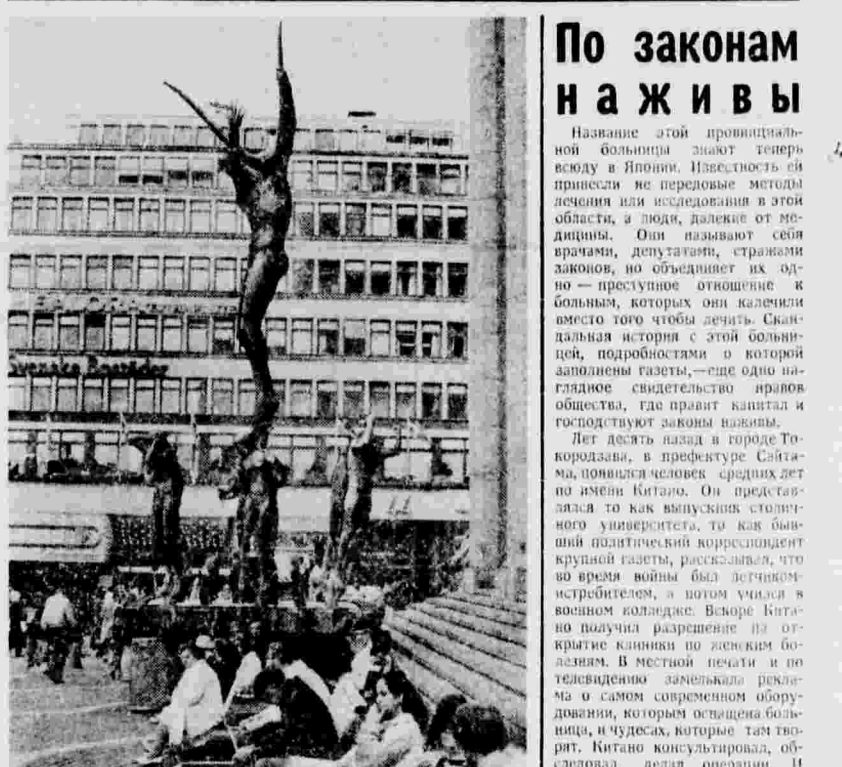 По законам
наживы
Название этой провинциаль-
ной больницы знают теперь
всюду в Японии. Известность ей
принесли не передовые методы
лечения или исследования в этой
области, а люди, далекие от ме-
дицины. Они называют себя
врачами, депутатами, стражами
законов, но объединяет их од-
но — преступное отношение к
больным, которых они калечили
вместо того чтобы лечить. Скан-
дальная история с этой больни-
цей, подробностями о которой
заполнены газеты,—еще одно на-
глядное свидетельство нравов
общества, где правит капитал и
господствуют законы наживы.
Лет десять назад в городе То-
кородзава, в префектуре Сайта-
ма, появился человек средних лет
по имени Китано. Он представ-
лялся то как выпускник столич-
ного университета, то как быв-
ший политический корреспондент
крупной газеты, рассказывал, что
во время войны был летчиком-
истребителем, а потом учился в
военном колледже. Вскоре Кита-
но получил разрешение на от-
крытие клиники по женским бо-
лезням. В местной печати и по
телевидению замелькала рекла-
ма о самом современном обору-
довании, которым оснащена боль-
ница, и чудесах, которые там тво-
рят. Китано консультировал, об-
следовал, делал операции. И
Svenska Bostäder